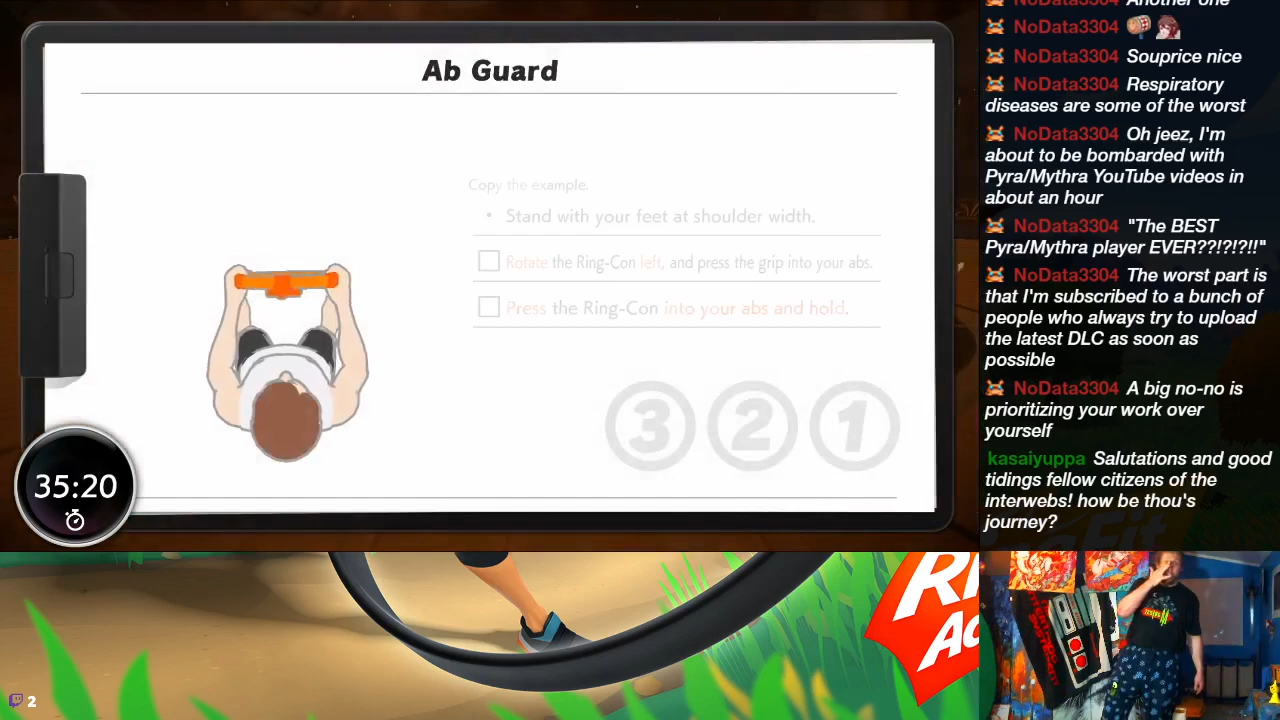 Ab Guard
Copy the example.
• Stand with your feet at shoulder width.
Rotate the Ring-Con left, and press the grip into your abs.
Press the Ring-Con into your abs and hold.
3 2 1
35:20
2
NoData3304 Another one
NoData3304
NoData3304 Souprice nice
NoData3304 Respiratory
diseases are some of the worst
NoData3304 Oh jeez, I'm
about to be bombarded with
Pyra/Mythra YouTube videos in
about an hour
NoData3304 "The BEST
Pyra/Mythra player EVER??!?!?!!"
NoData3304 The worst part is
that I'm subscribed to a bunch of
people who always try to upload
the latest DLC as soon as
possible
NoData3304 A big no-no is
prioritizing your work over
yourself
kasaiyuppa Salutations and good
tidings fellow citizens of the
interwebs! how be thou's
journey?